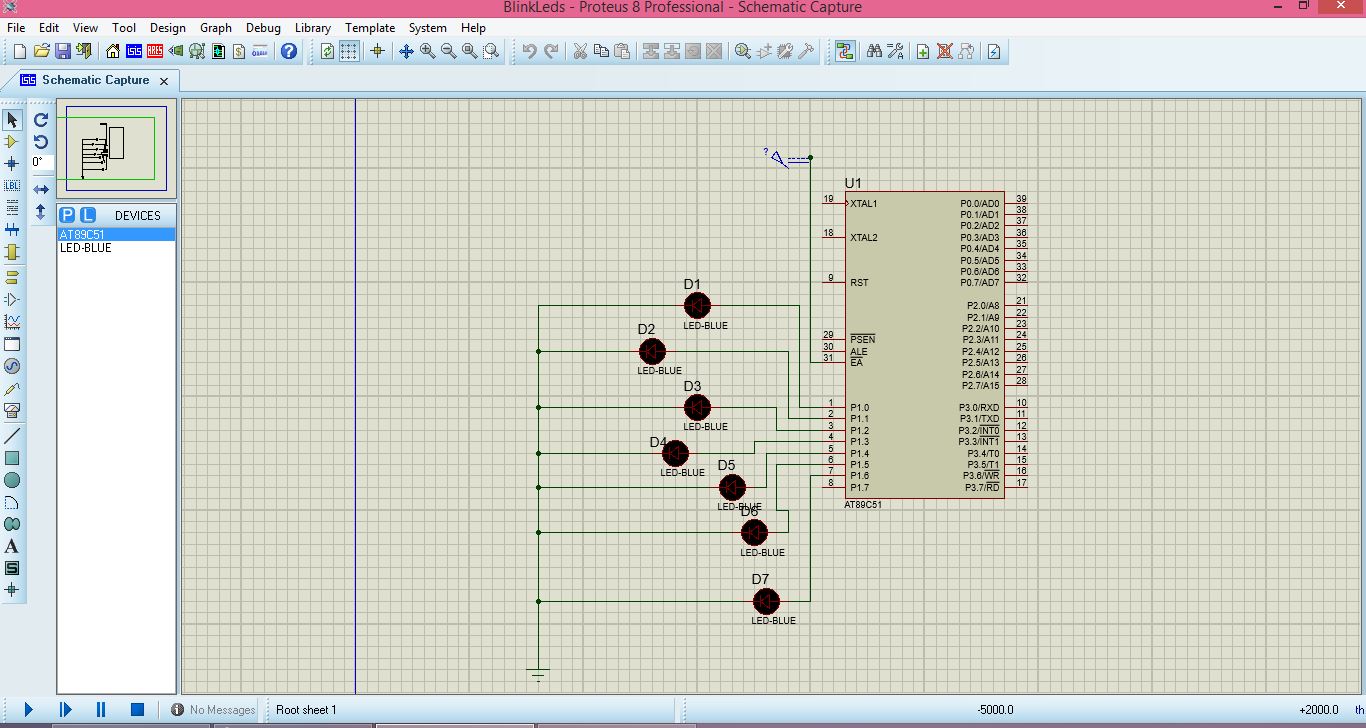 BlinkLeds - Proteus 8 Professional - Schematic Capture
File Edit View Tool Design Graph Debug Library Template System Help
ISIS ARES $ ?
ISIS Schematic Capture ×
LBL
0°
P L DEVICES
AT89C51
LED-BLUE
A
S
?
U1
19 XTAL1
18 XTAL2
9 RST
29 PSEN
30 ALE
31 EA
1 P1.0
2 P1.1
3 P1.2
4 P1.3
5 P1.4
6 P1.5
7 P1.6
8 P1.7
P0.0/AD0 39
P0.1/AD1 38
P0.2/AD2 37
P0.3/AD3 36
P0.4/AD4 35
P0.5/AD5 34
P0.6/AD6 33
P0.7/AD7 32
P2.0/A8 21
P2.1/A9 22
P2.2/A10 23
P2.3/A11 24
P2.4/A12 25
P2.5/A13 26
P2.6/A14 27
P2.7/A15 28
P3.0/RXD 10
P3.1/TXD 11
P3.2/INT0 12
P3.3/INT1 13
P3.4/T0 14
P3.5/T1 15
P3.6/WR 16
P3.7/RD 17
AT89C51
D1
LED-BLUE
D2
LED-BLUE
D3
LED-BLUE
D4
LED-BLUE
D5
LED-BLUE
D6
LED-BLUE
D7
LED-BLUE
No Messages Root sheet 1 -5000.0 +2000.0 th